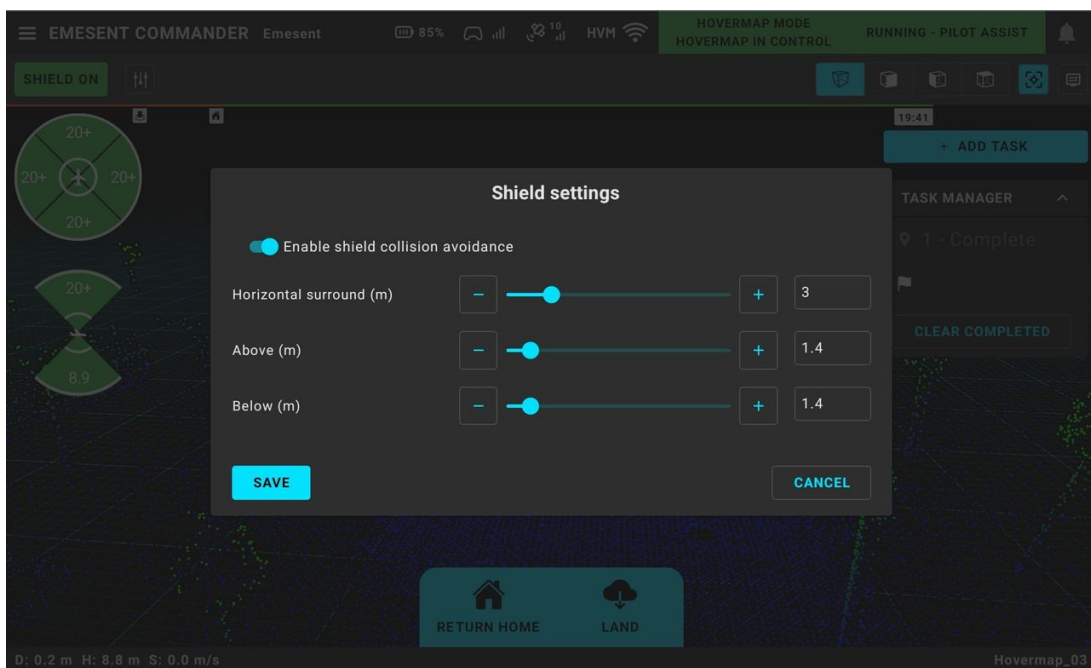 EMESENT COMMANDER Emesent 85% 10 HVM HOVERMAP MODE
HOVERMAP IN CONTROL RUNNING - PILOT ASSIST
SHIELD ON
19:41
20+
20+ 20+
20+
+ ADD TASK
TASK MANAGER
1 - Complete
CLEAR COMPLETED
20+
8.9
Shield settings
Enable shield collision avoidance
Horizontal surround (m) − + 3
Above (m) − + 1.4
Below (m) − + 1.4
SAVE CANCEL
RETURN HOME LAND
D: 0.2 m H: 8.8 m S: 0.0 m/s Hovermap_03